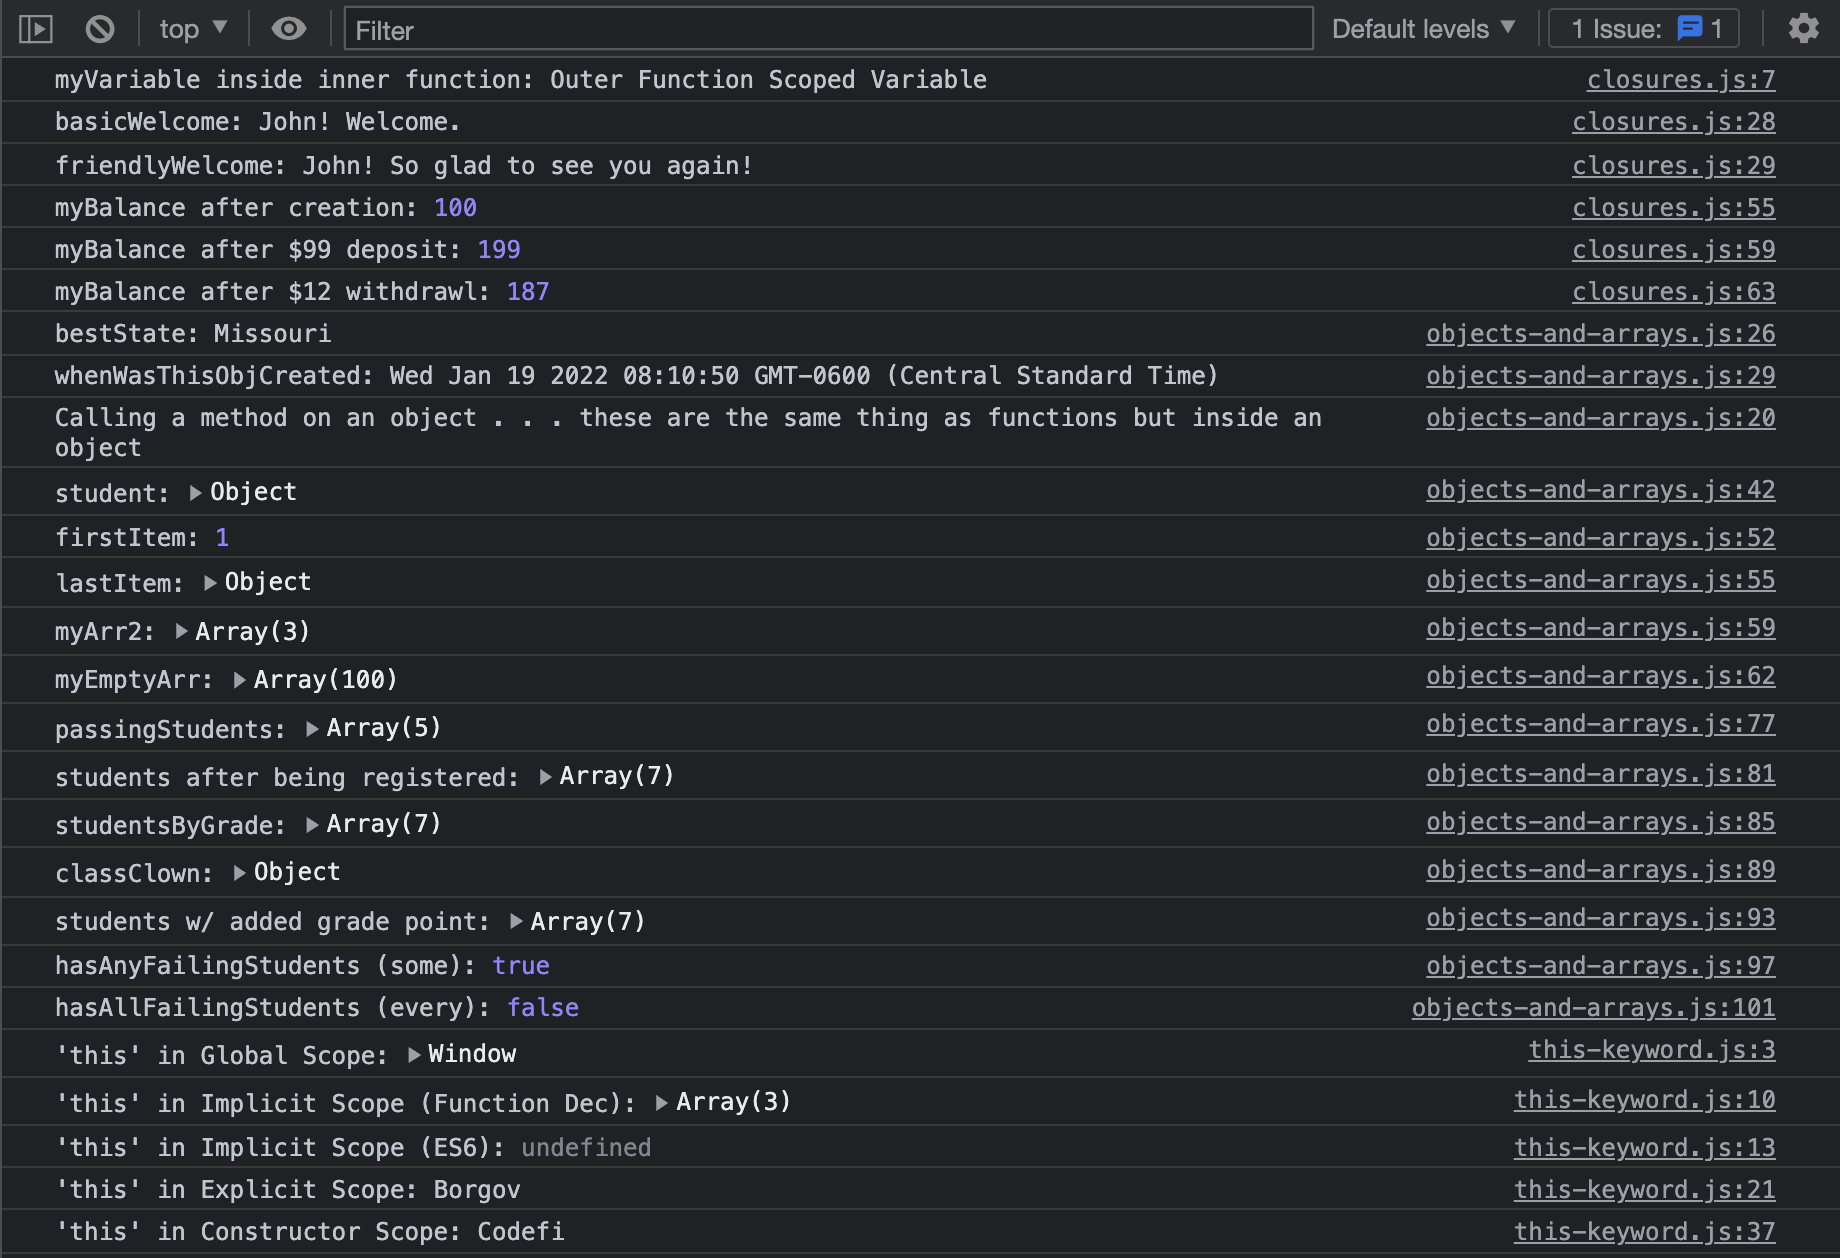 top ▼ Filter Default levels ▼ 1 Issue: 1
myVariable inside inner function: Outer Function Scoped Variable closures.js:7
basicWelcome: John! Welcome. closures.js:28
friendlyWelcome: John! So glad to see you again! closures.js:29
myBalance after creation: 100 closures.js:55
myBalance after $99 deposit: 199 closures.js:59
myBalance after $12 withdrawl: 187 closures.js:63
bestState: Missouri objects-and-arrays.js:26
whenWasThisObjCreated: Wed Jan 19 2022 08:10:50 GMT-0600 (Central Standard Time) objects-and-arrays.js:29
Calling a method on an object . . . these are the same thing as functions but inside an objects-and-arrays.js:20
object
student: ▶Object objects-and-arrays.js:42
firstItem: 1 objects-and-arrays.js:52
lastItem: ▶Object objects-and-arrays.js:55
myArr2: ▶Array(3) objects-and-arrays.js:59
myEmptyArr: ▶Array(100) objects-and-arrays.js:62
passingStudents: ▶Array(5) objects-and-arrays.js:77
students after being registered: ▶Array(7) objects-and-arrays.js:81
studentsByGrade: ▶Array(7) objects-and-arrays.js:85
classClown: ▶Object objects-and-arrays.js:89
students w/ added grade point: ▶Array(7) objects-and-arrays.js:93
hasAnyFailingStudents (some): true objects-and-arrays.js:97
hasAllFailingStudents (every): false objects-and-arrays.js:101
'this' in Global Scope: ▶Window this-keyword.js:3
'this' in Implicit Scope (Function Dec): ▶Array(3) this-keyword.js:10
'this' in Implicit Scope (ES6): undefined this-keyword.js:13
'this' in Explicit Scope: Borgov this-keyword.js:21
'this' in Constructor Scope: Codefi this-keyword.js:37